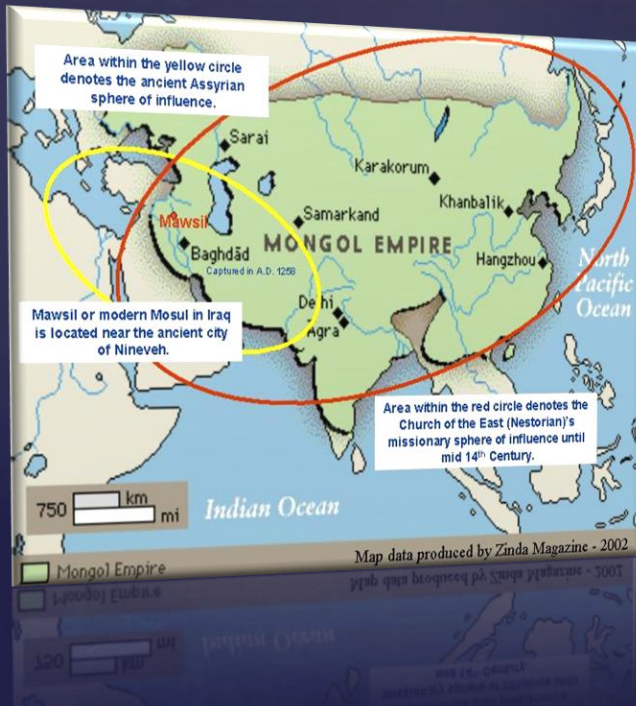 Area within the yellow circle
denotes the ancient Assyrian
sphere of influence.
Sarai
Karakorum
Khanbalik
Mawsil
Samarkand
MONGOL EMPIRE
Baghdād
Captured in A.D. 1258
Hangzhou
North
Pacific
Ocean
Delhi
Agra
Mawsil or modern Mosul in Iraq
is located near the ancient city
of Nineveh.
Area within the red circle denotes the
Church of the East (Nestorian)'s
missionary sphere of influence until
mid 14th Century.
750 km
mi
Indian Ocean
Map data produced by Zinda Magazine - 2002
Mongol Empire